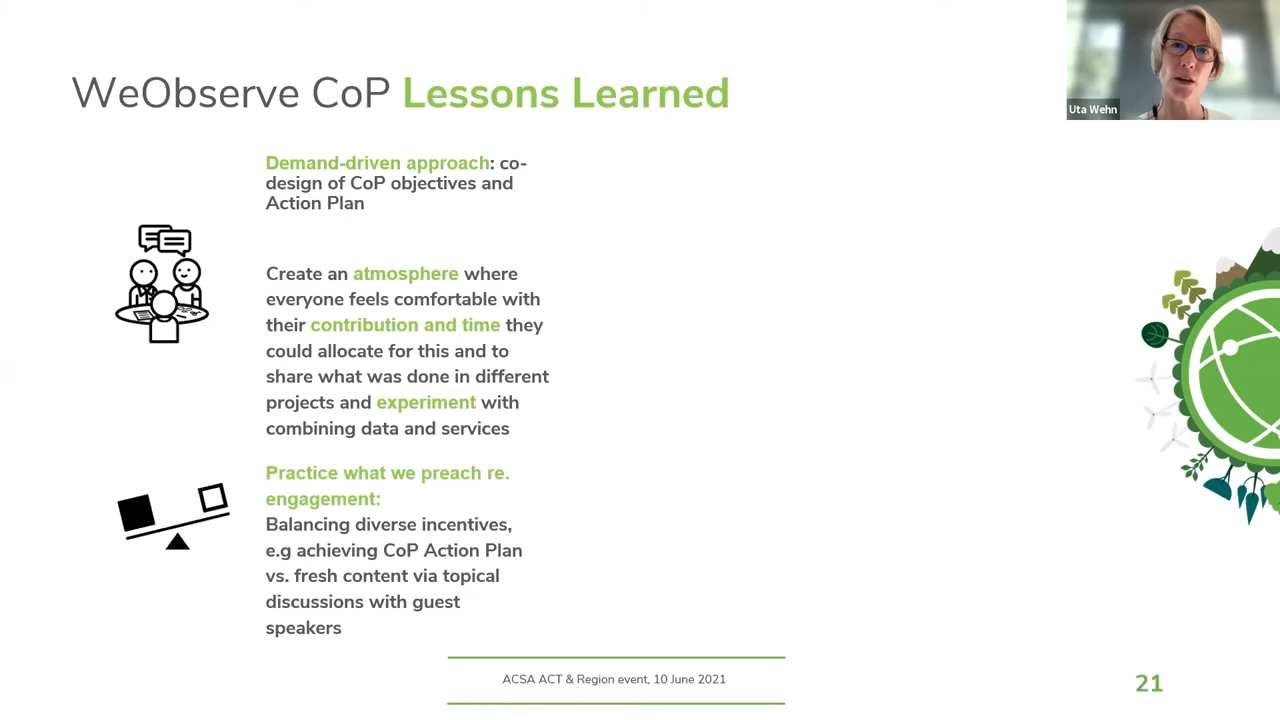 WeObserve CoP Lessons Learned
Uta Wehn
Demand-driven approach: co-
design of CoP objectives and
Action Plan
Create an atmosphere where
everyone feels comfortable with
their contribution and time they
could allocate for this and to
share what was done in different
projects and experiment with
combining data and services
Practice what we preach re.
engagement:
Balancing diverse incentives,
e.g achieving CoP Action Plan
vs. fresh content via topical
discussions with guest
speakers
ACSA ACT & Region event, 10 June 2021
21